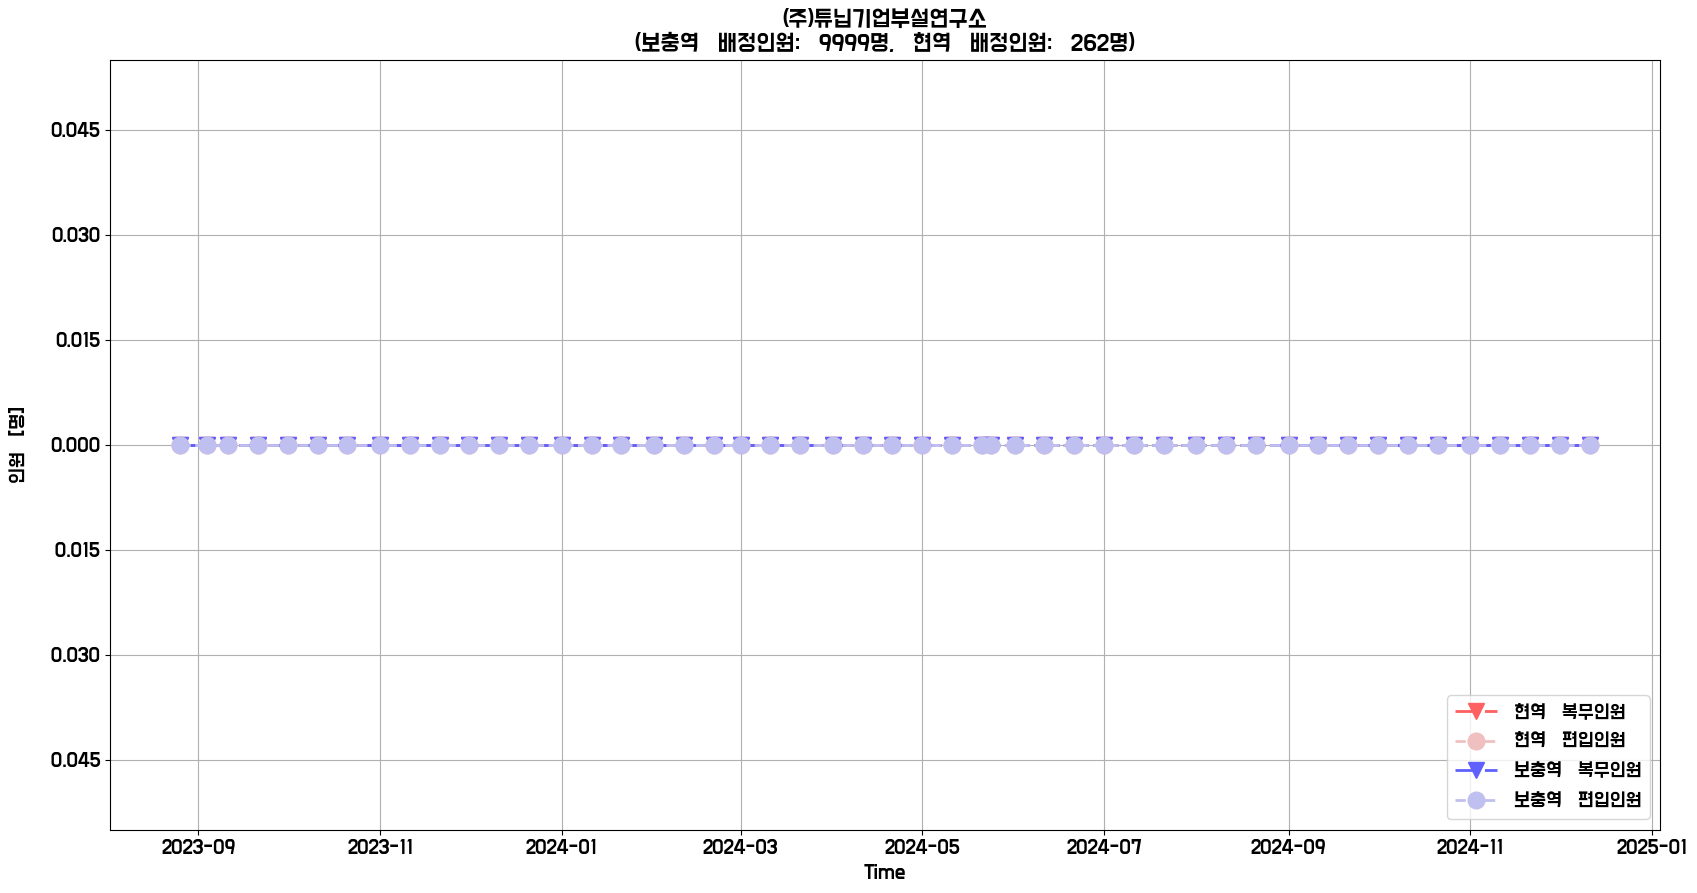 (주)튜닙기업부설연구소
(보충역 배정인원: 9999명, 현역 배정인원: 262명)
인원 [명]
0.045
0.030
0.015
0.000
0.015
0.030
0.045
현역 복무인원
현역 편입인원
보충역 복무인원
보충역 편입인원
2023-09 2023-11 2024-01 2024-03 2024-05 2024-07 2024-09 2024-11 2025-01
Time